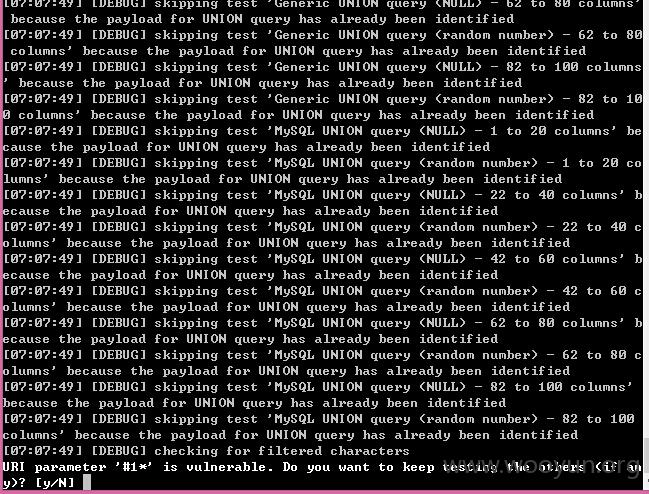 [07:07:49] [DEBUG] skipping test 'Generic UNION query (NULL) - 62 to 80 columns'
 because the payload for UNION query has already been identified
[07:07:49] [DEBUG] skipping test 'Generic UNION query (random number) - 62 to 80
 columns' because the payload for UNION query has already been identified
[07:07:49] [DEBUG] skipping test 'Generic UNION query (NULL) - 82 to 100 columns
' because the payload for UNION query has already been identified
[07:07:49] [DEBUG] skipping test 'Generic UNION query (random number) - 82 to 10
0 columns' because the payload for UNION query has already been identified
[07:07:49] [DEBUG] skipping test 'MySQL UNION query (NULL) - 1 to 20 columns' be
cause the payload for UNION query has already been identified
[07:07:49] [DEBUG] skipping test 'MySQL UNION query (random number) - 1 to 20 co
lumns' because the payload for UNION query has already been identified
[07:07:49] [DEBUG] skipping test 'MySQL UNION query (NULL) - 22 to 40 columns' b
ecause the payload for UNION query has already been identified
[07:07:49] [DEBUG] skipping test 'MySQL UNION query (random number) - 22 to 40 c
olumns' because the payload for UNION query has already been identified
[07:07:49] [DEBUG] skipping test 'MySQL UNION query (NULL) - 42 to 60 columns' b
ecause the payload for UNION query has already been identified
[07:07:49] [DEBUG] skipping test 'MySQL UNION query (random number) - 42 to 60 c
olumns' because the payload for UNION query has already been identified
[07:07:49] [DEBUG] skipping test 'MySQL UNION query (NULL) - 62 to 80 columns' b
ecause the payload for UNION query has already been identified
[07:07:49] [DEBUG] skipping test 'MySQL UNION query (random number) - 62 to 80 c
olumns' because the payload for UNION query has already been identified
[07:07:49] [DEBUG] skipping test 'MySQL UNION query (NULL) - 82 to 100 columns'
because the payload for UNION query has already been identified
[07:07:49] [DEBUG] skipping test 'MySQL UNION query (random number) - 82 to 100
columns' because the payload for UNION query has already been identified
[07:07:49] [DEBUG] checking for filtered characters
URI parameter '#1*' is vulnerable. Do you want to keep testing the others (if an
y)? [y/N]
www.wooyun.org